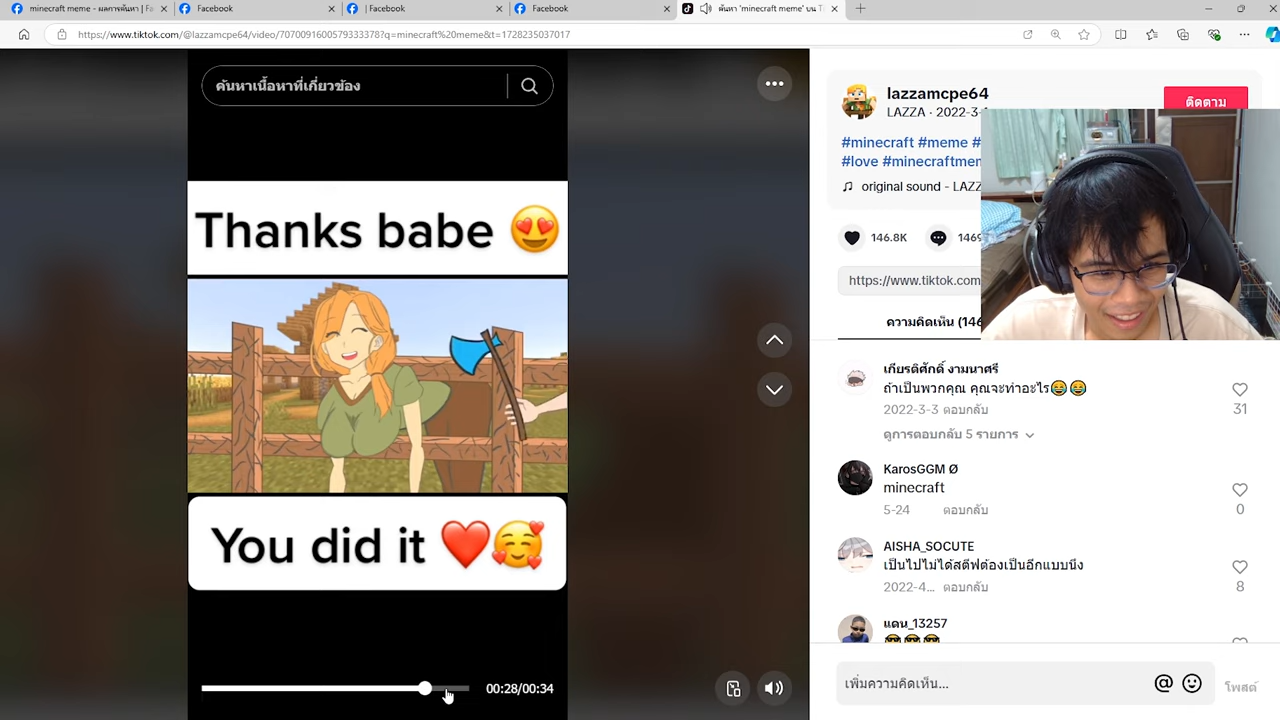 minecraft meme - ผลการค้นหา | Fa
Facebook
| Facebook
Facebook
ค้นหา 'minecraft meme' บน T
https://www.tiktok.com/@lazzamcpe64/video/7070091600579333378?q=minecraft%20meme&t=1728235037017
ค้นหาเนื้อหาที่เกี่ยวข้อง
Thanks babe 😍
You did it ❤️🥰
00:28/00:34
lazzamcpe64
LAZZA · 2022-3-
ติดตาม
#minecraft #meme #
#love #minecraftmem
original sound - LAZZ
146.8K
1469
https://www.tiktok.com
ความคิดเห็น (146
เกียรติศักดิ์ งามนาศรี
ถ้าเป็นพวกคุณ คุณจะทำอะไร😂😂
2022-3-3 ตอบกลับ
31
ดูการตอบกลับ 5 รายการ
KarosGGM Ø
minecraft
5-24 ตอบกลับ
0
AISHA_SOCUTE
เป็นไปไม่ได้สตีฟต้องเป็นอีกแบบนึง
2022-4... ตอบกลับ
8
แดน_13257
😎😎😎
เพิ่มความคิดเห็น...
@
โพสต์